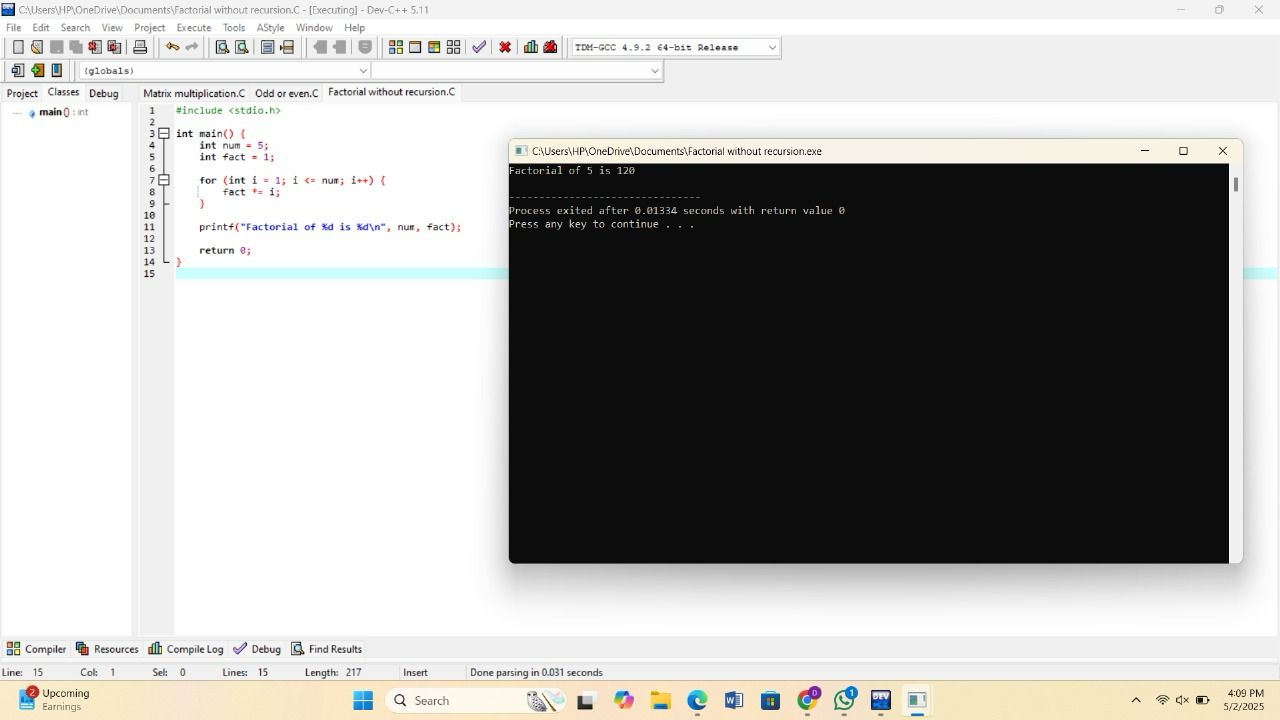 C:\Users\HP\OneDrive\Documents\Factorial without recursion.C - [Executing] - Dev-C++ 5.11
File Edit Search View Project Execute Tools AStyle Window Help
TDM-GCC 4.9.2 64-bit Release
(globals)
Project Classes Debug
Matrix multiplication.C Odd or even.C Factorial without recursion.C
main() : int
1 #include <stdio.h>
2
3 int main() {
4     int num = 5;
5     int fact = 1;
6
7     for (int i = 1; i <= num; i++) {
8         fact *= i;
9     }
10
11     printf("Factorial of %d is %d\n", num, fact);
12
13     return 0;
14 }
15
C:\Users\HP\OneDrive\Documents\Factorial without recursion.exe
Factorial of 5 is 120
--------------------------------
Process exited after 0.01334 seconds with return value 0
Press any key to continue . . .
Compiler Resources Compile Log Debug Find Results
Line: 15 Col: 1 Sel: 0 Lines: 15 Length: 217 Insert Done parsing in 0.031 seconds
2
Upcoming
Earnings
Search
D
1
DEV
4:09 PM
5/2/2025